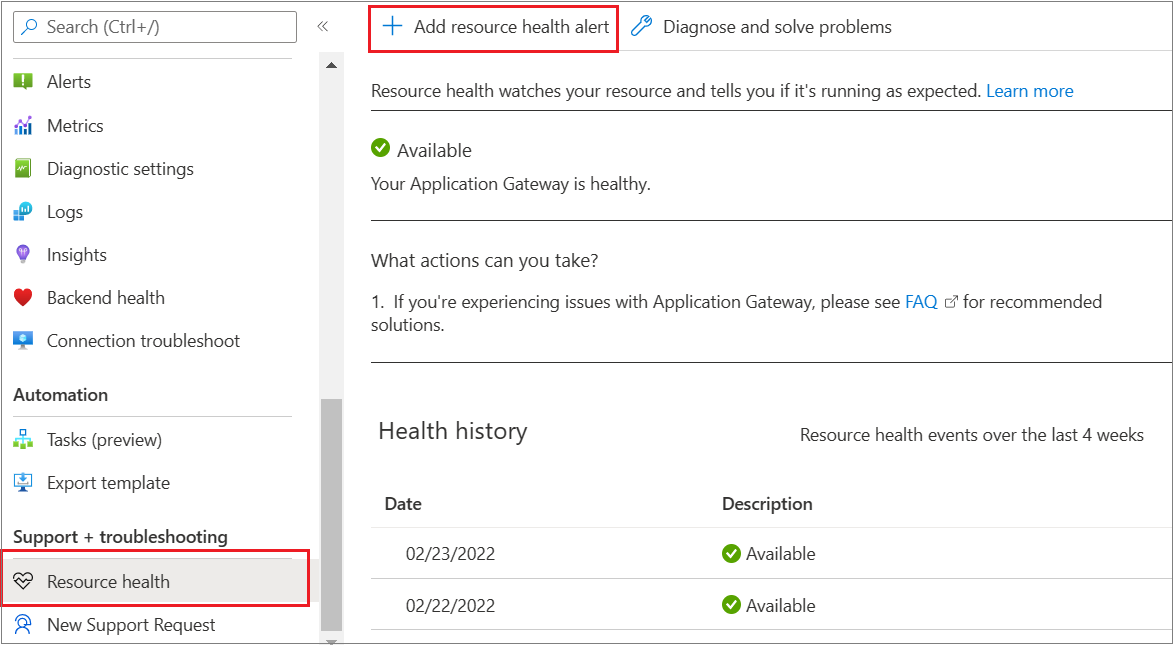 Search (Ctrl+/)
«
Alerts
Metrics
Diagnostic settings
Logs
Insights
Backend health
Connection troubleshoot
Automation
Tasks (preview)
Export template
Support + troubleshooting
Resource health
New Support Request
Add resource health alert
Diagnose and solve problems
Resource health watches your resource and tells you if it's running as expected. Learn more
Available
Your Application Gateway is healthy.
What actions can you take?
1. If you're experiencing issues with Application Gateway, please see FAQ for recommended
solutions.
Health history
Resource health events over the last 4 weeks
Date Description
02/23/2022 Available
02/22/2022 Available